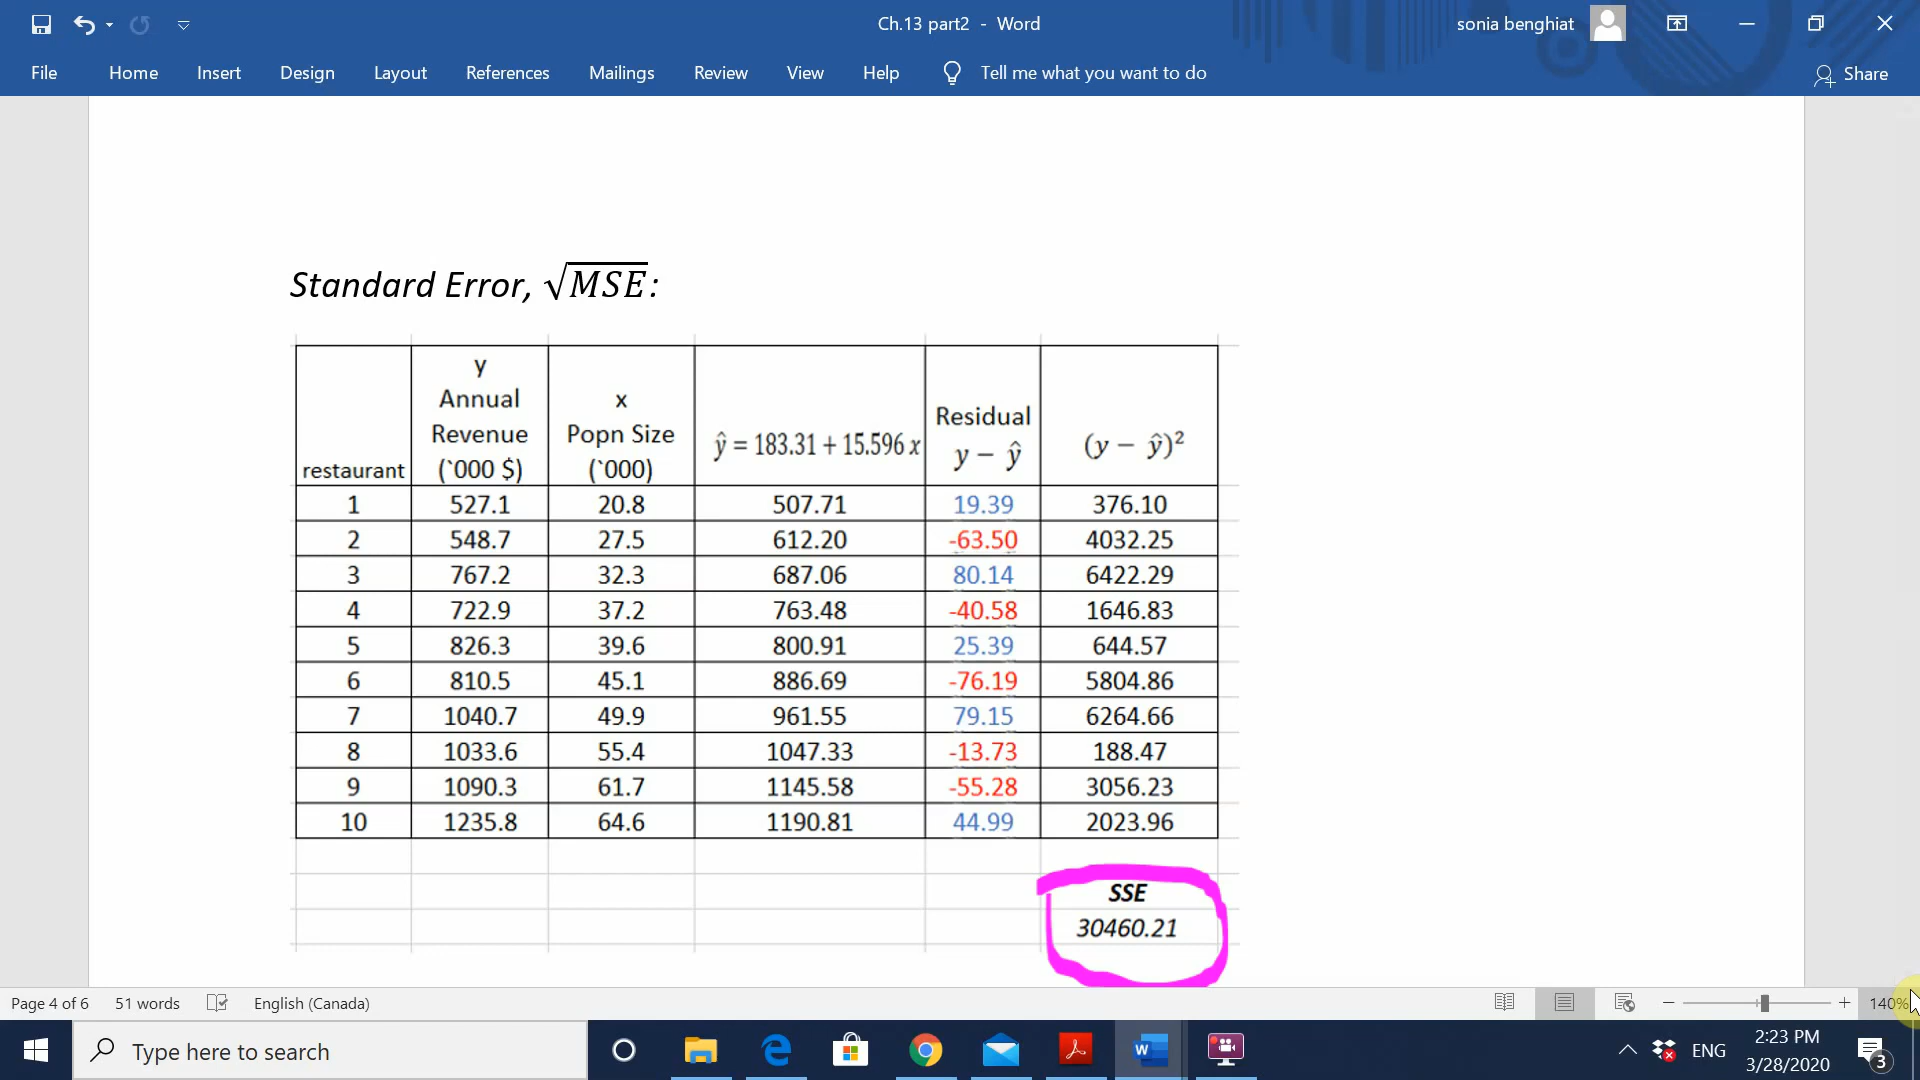 Ch.13 part2 - Word
sonia benghiat
File Home Insert Design Layout References Mailings Review View Help Tell me what you want to do Share
Standard Error, √MSE:
restaurant y Annual Revenue (`000 $) x Popn Size (`000) ŷ = 183.31 + 15.596 x Residual y − ŷ (y − ŷ)²
1 527.1 20.8 507.71 19.39 376.10
2 548.7 27.5 612.20 -63.50 4032.25
3 767.2 32.3 687.06 80.14 6422.29
4 722.9 37.2 763.48 -40.58 1646.83
5 826.3 39.6 800.91 25.39 644.57
6 810.5 45.1 886.69 -76.19 5804.86
7 1040.7 49.9 961.55 79.15 6264.66
8 1033.6 55.4 1047.33 -13.73 188.47
9 1090.3 61.7 1145.58 -55.28 3056.23
10 1235.8 64.6 1190.81 44.99 2023.96
SSE
30460.21
Page 4 of 6 51 words English (Canada) 140%
Type here to search
ENG
2:23 PM
3/28/2020
3